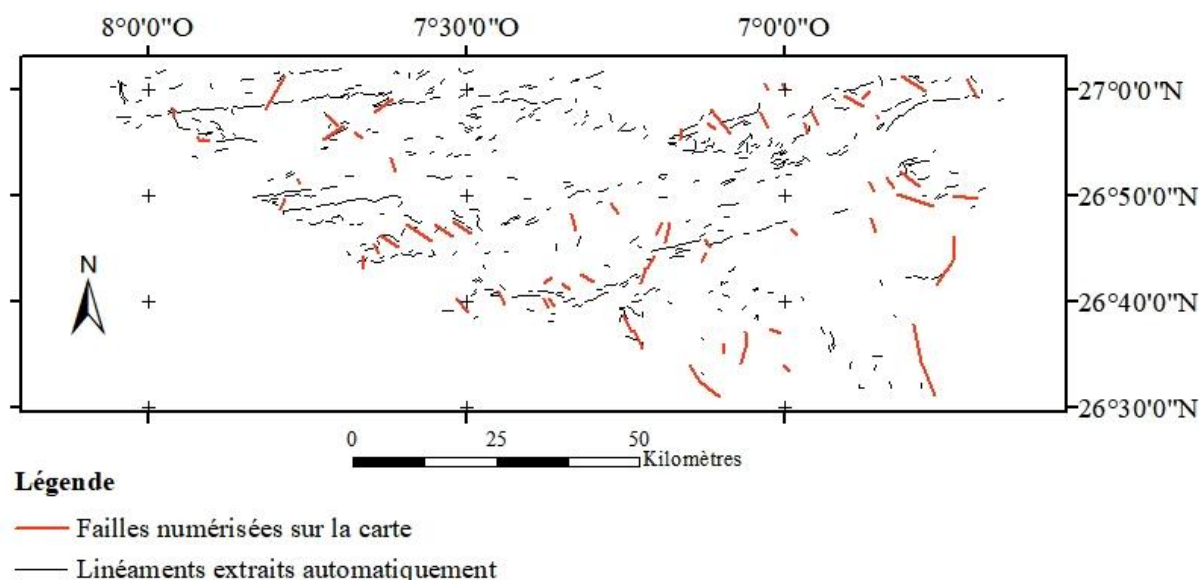 8°0'0"O 7°30'0"O 7°0'0"O
27°0'0"N
26°50'0"N
N
26°40'0"N
26°30'0"N
0 25 50
Kilomètres
Légende
Failles numérisées sur la carte
Linéaments extraits automatiquement